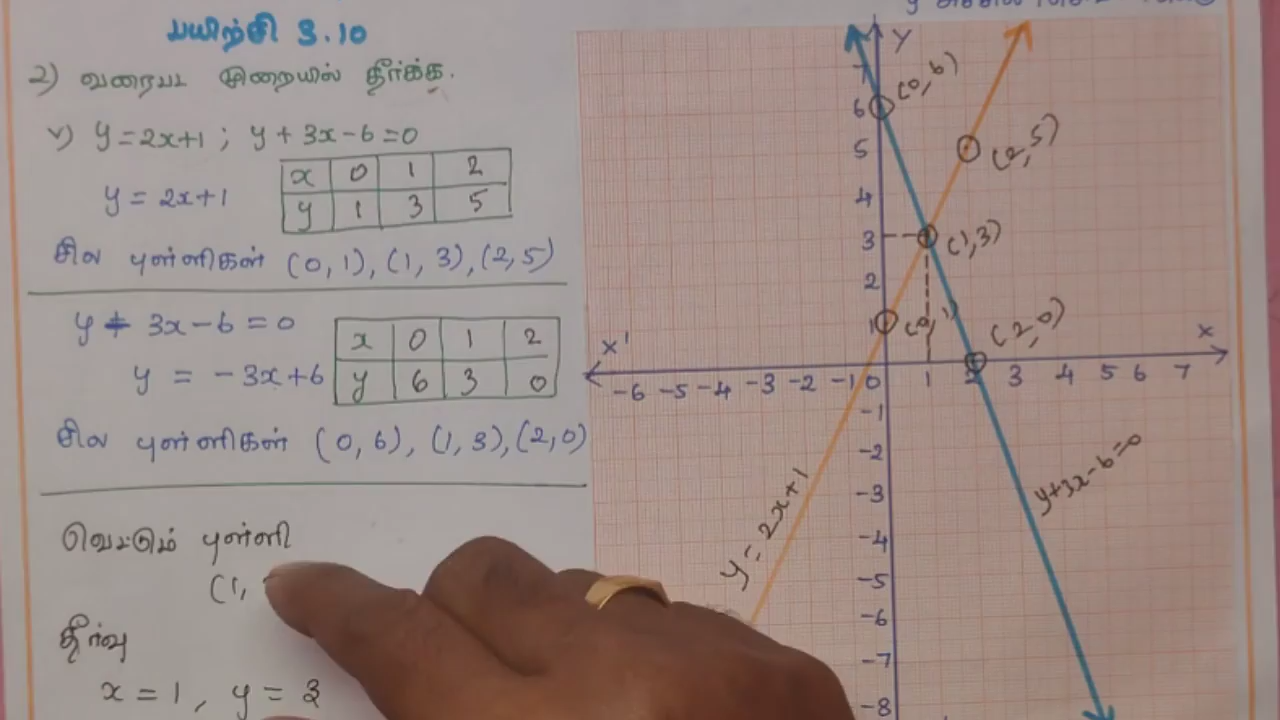 பயிற்சி 3.10
2) வரைபட முறையில் தீர்க்க.
v) y = 2x+1 ; y + 3x - 6 = 0
y = 2x+1
x 0 1 2
y 1 3 5
சில புள்ளிகள் (0, 1), (1, 3), (2, 5)
y + 3x - 6 = 0
y = - 3x + 6
x 0 1 2
y 6 3 0
சில புள்ளிகள் (0, 6), (1, 3), (2, 0)
வெட்டும் புள்ளி
(1,
தீர்வு
x = 1, y = 3
Y
7
6 (0, 6)
5 (2, 5)
4
3 (1, 3)
2
1 (0, 1)
(2, 0)
X' X
-6 -5 -4 -3 -2 -1 0 1 2 3 4 5 6 7
-1
-2
-3
-4
-5
-6
-7
-8
y = 2x+1
y+3x-6=0